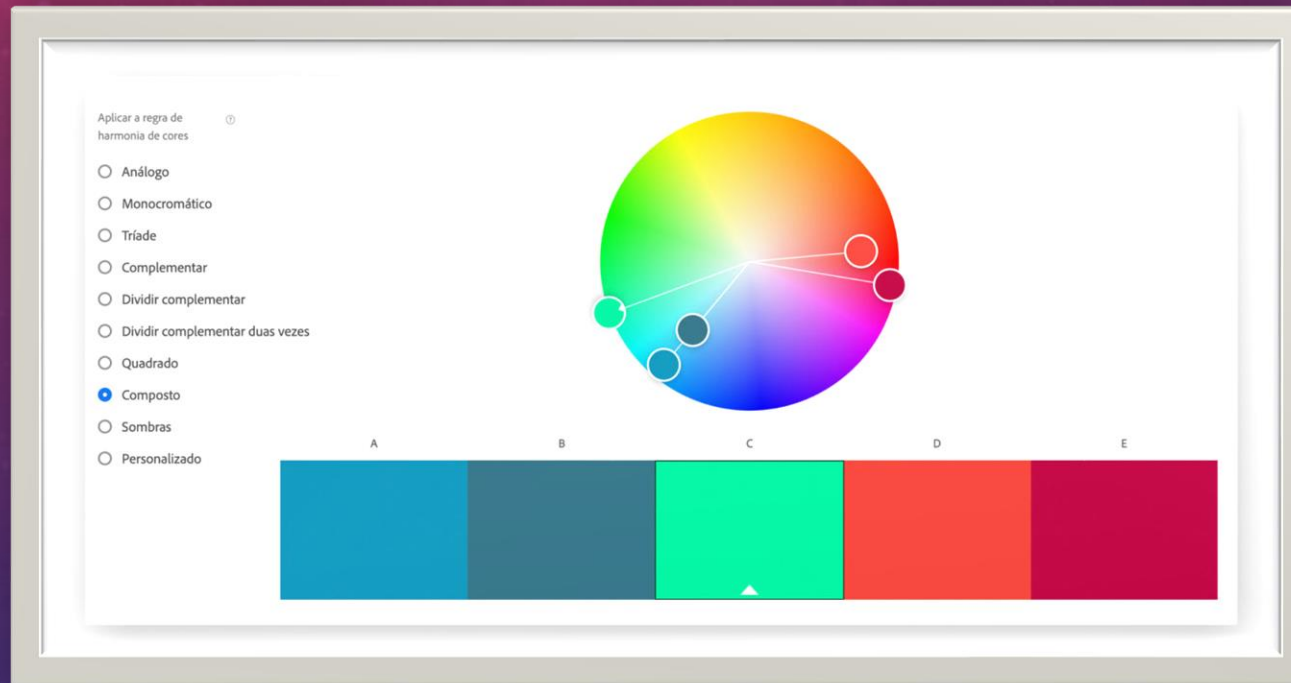 Aplicar a regra de
harmonia de cores
Análogo
Monocromático
Tríade
Complementar
Dividir complementar
Dividir complementar duas vezes
Quadrado
Composto
Sombras
Personalizado
A B C D E